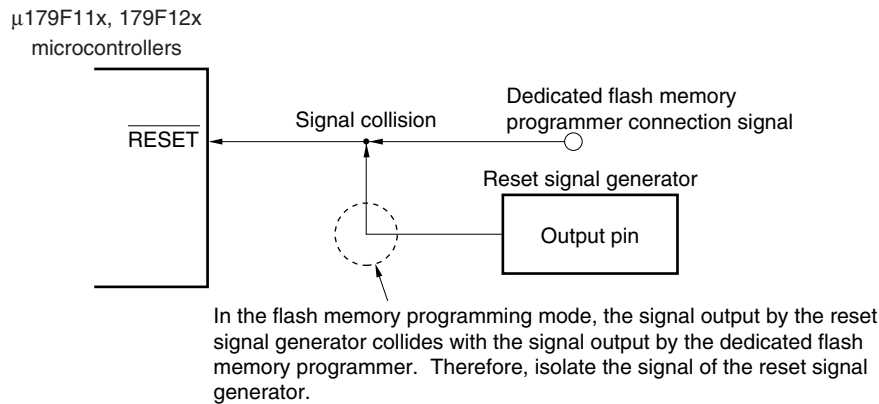 μ179F11x, 179F12x
microcontrollers
Dedicated flash memory
programmer connection signal
Signal collision
RESET
Reset signal generator
Output pin
In the flash memory programming mode, the signal output by the reset
signal generator collides with the signal output by the dedicated flash
memory programmer.  Therefore, isolate the signal of the reset signal
generator.